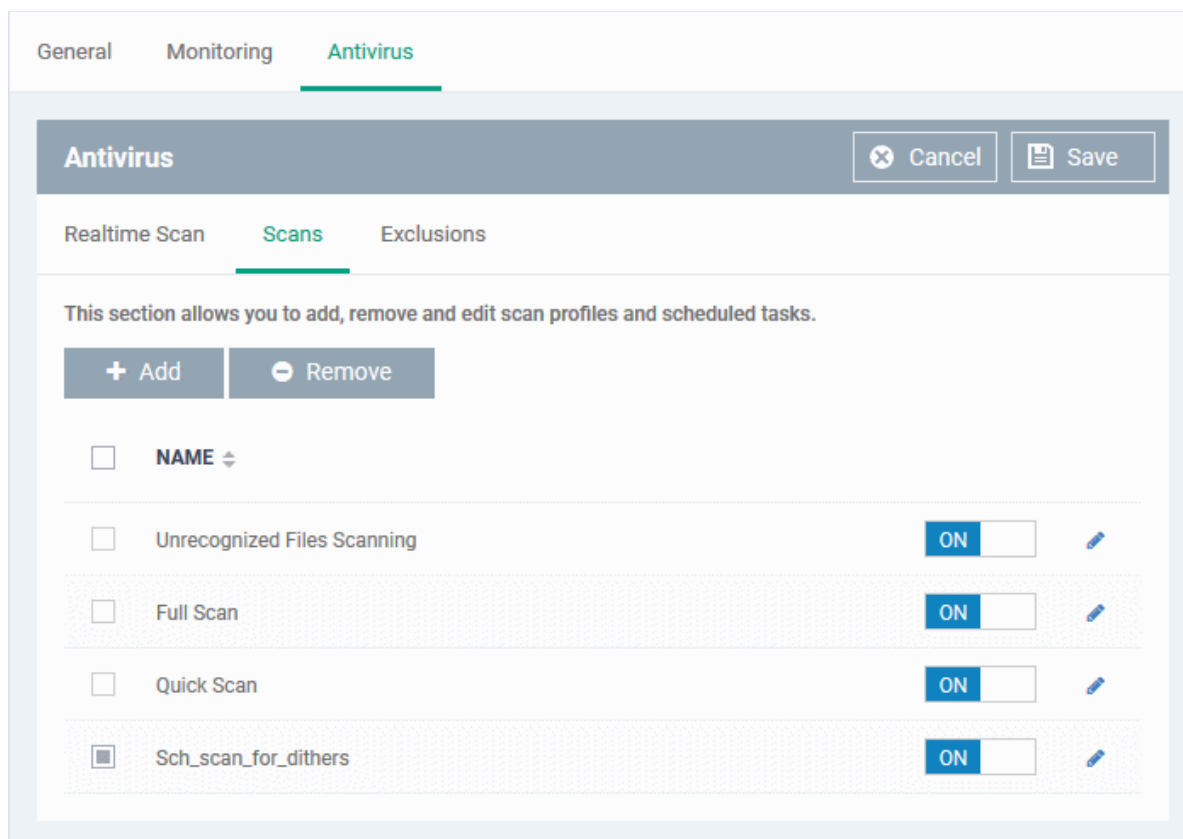 General Monitoring Antivirus
Antivirus Cancel Save
Realtime Scan Scans Exclusions
This section allows you to add, remove and edit scan profiles and scheduled tasks.
Add Remove
NAME
Unrecognized Files Scanning ON
Full Scan ON
Quick Scan ON
Sch_scan_for_dithers ON